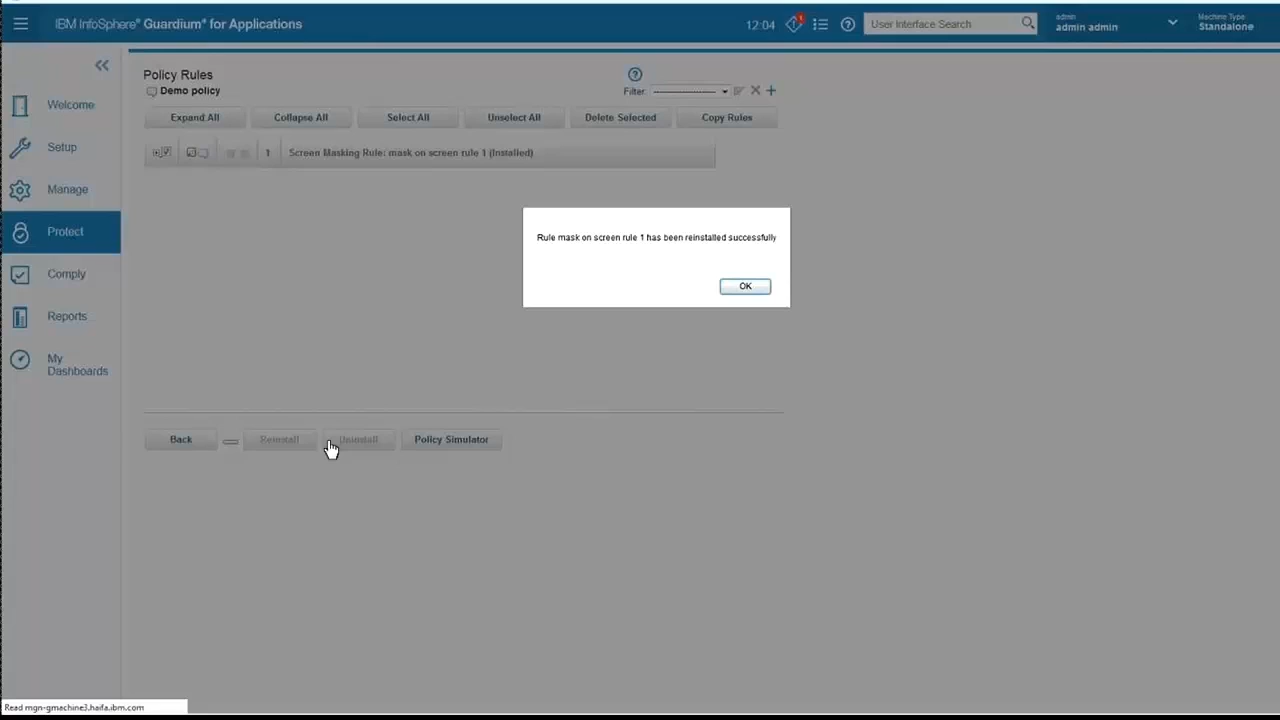 IBM InfoSphere® Guardium® for Applications
12:04
1
User Interface Search
admin
admin admin
Machine Type
Standalone
Welcome
Setup
Manage
Protect
Comply
Reports
My
Dashboards
Policy Rules
Demo policy
Filter: --------------------
Expand All
Collapse All
Select All
Unselect All
Delete Selected
Copy Rules
1 Screen Masking Rule: mask on screen rule 1 (Installed)
Rule mask on screen rule 1 has been reinstalled successfully
OK
Back
Reinstall
Uninstall
Policy Simulator
Read mgn-gmachine3.haifa.ibm.com